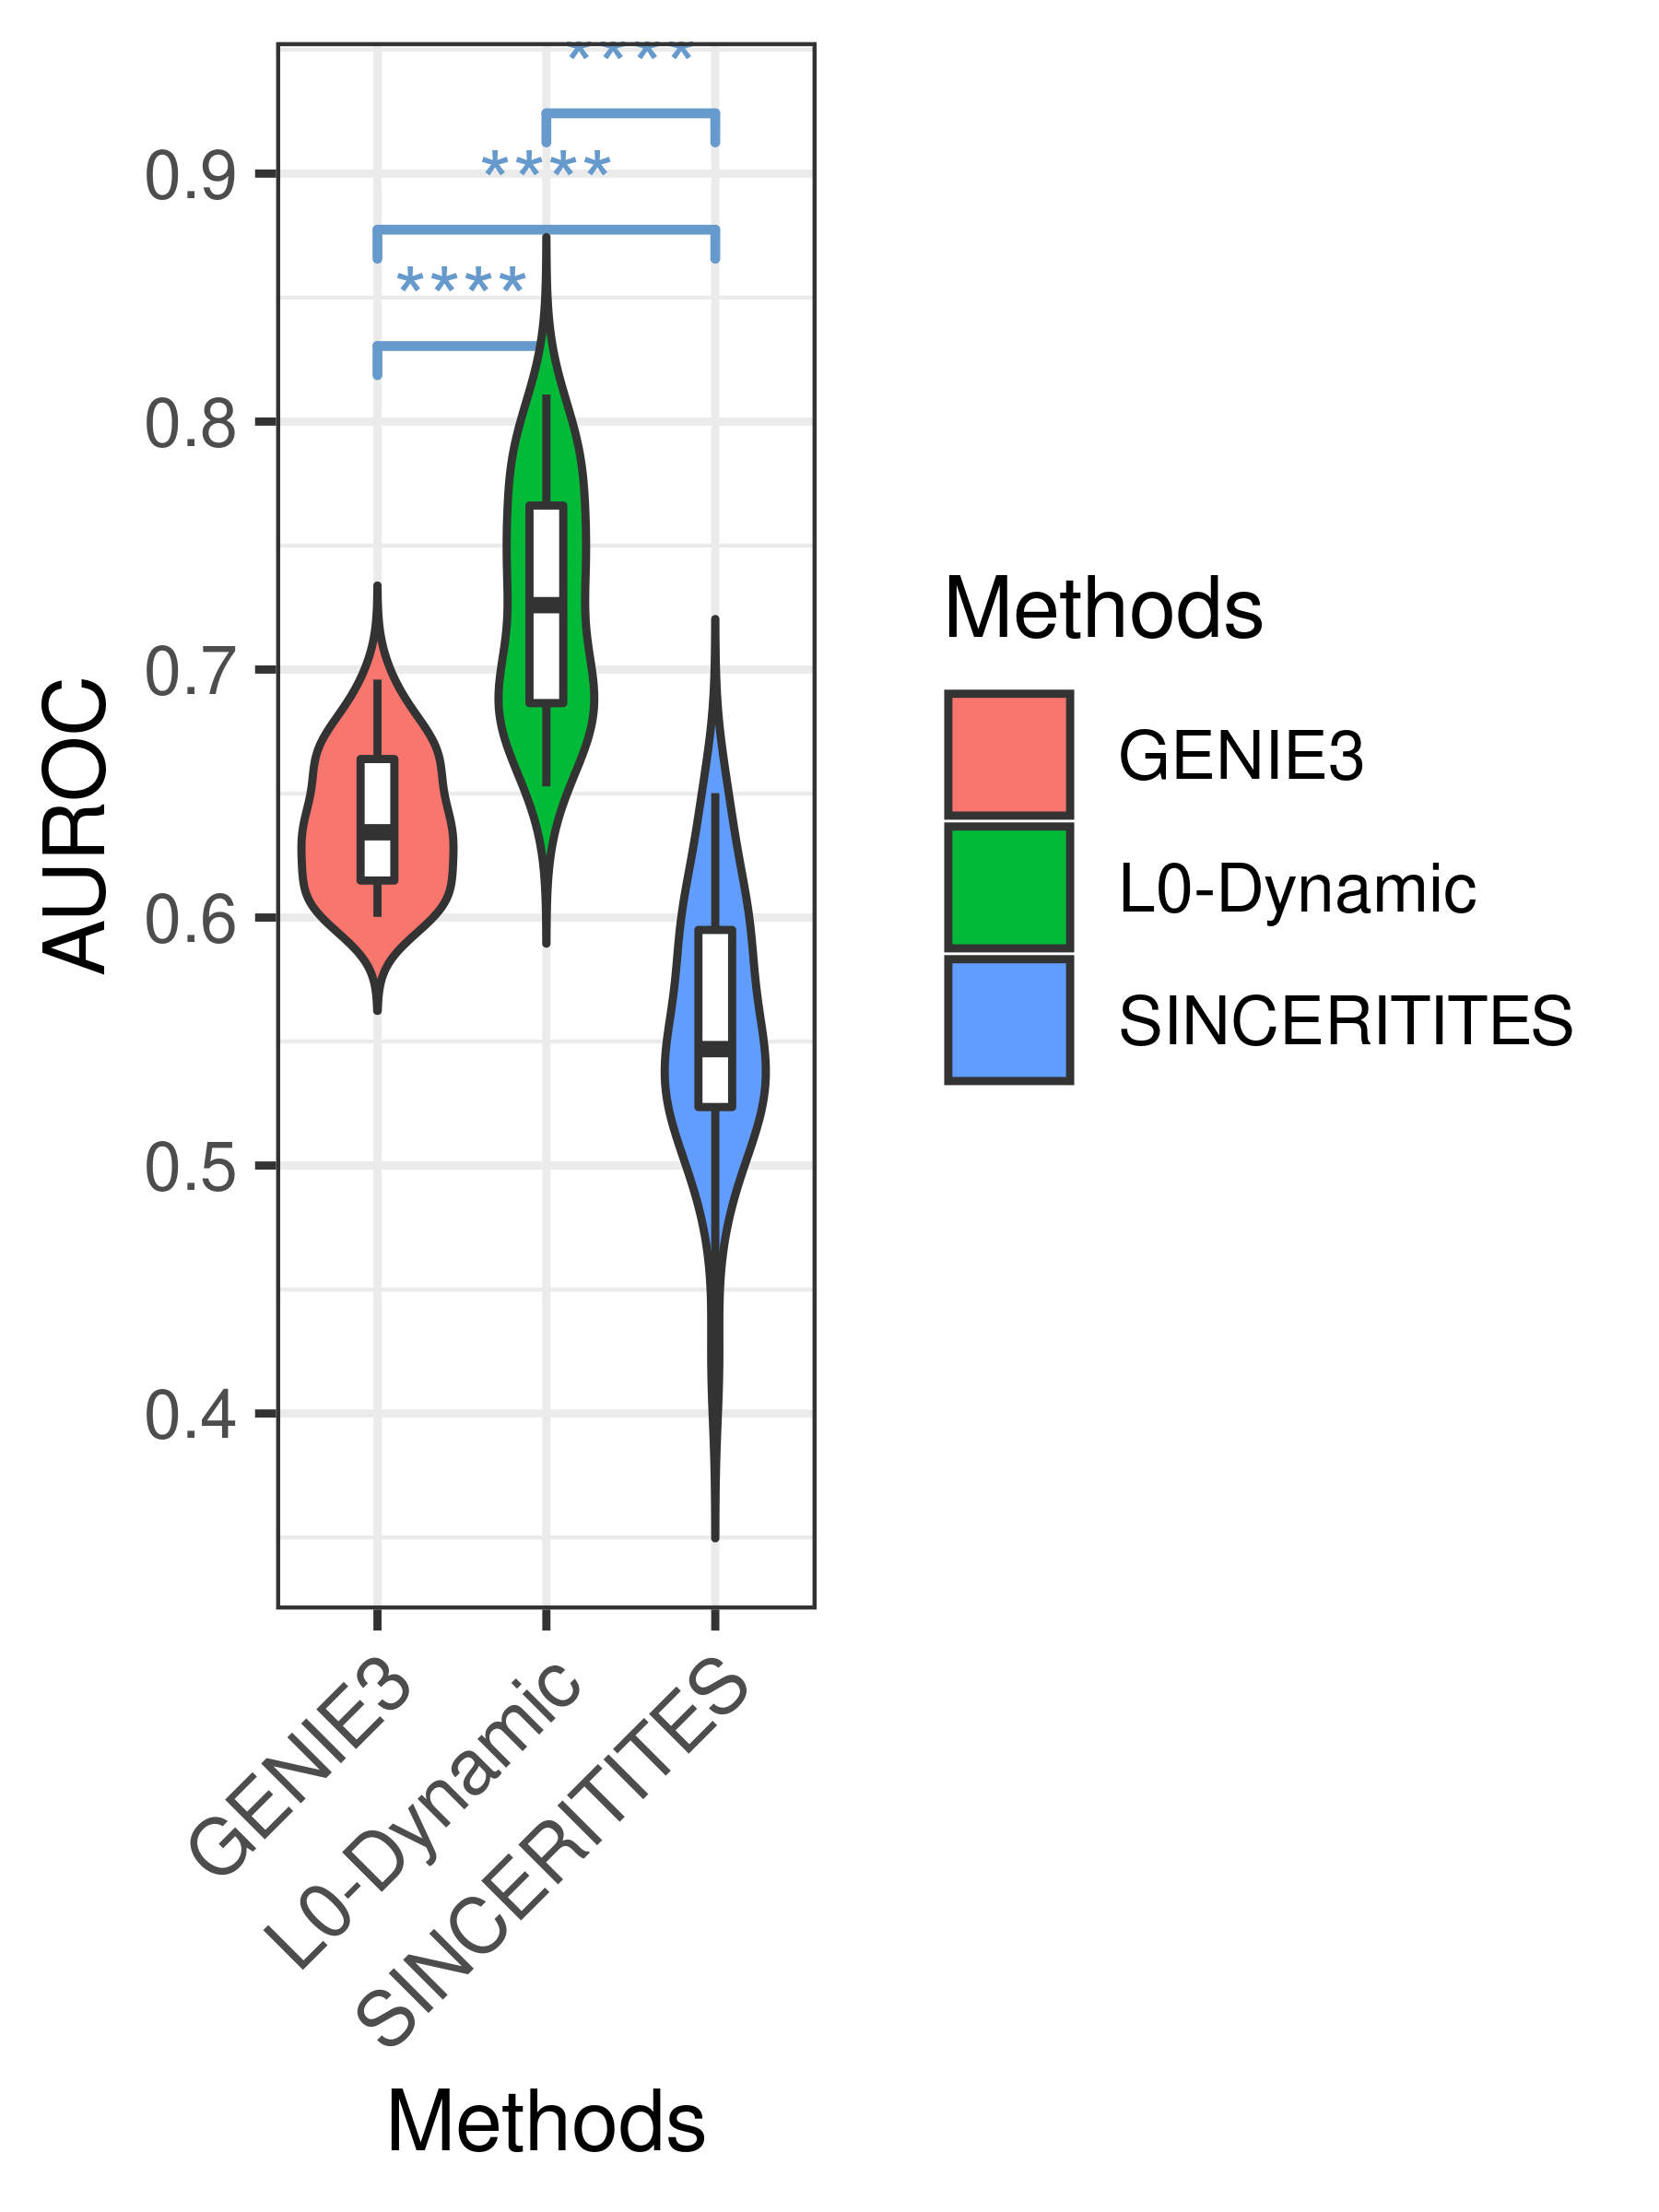 ****
****
****
0.9
0.8
0.7
0.6
0.5
0.4
AUROC
GENIE3
L0-Dynamic
SINCERITITES
Methods
Methods
GENIE3
L0-Dynamic
SINCERITITES